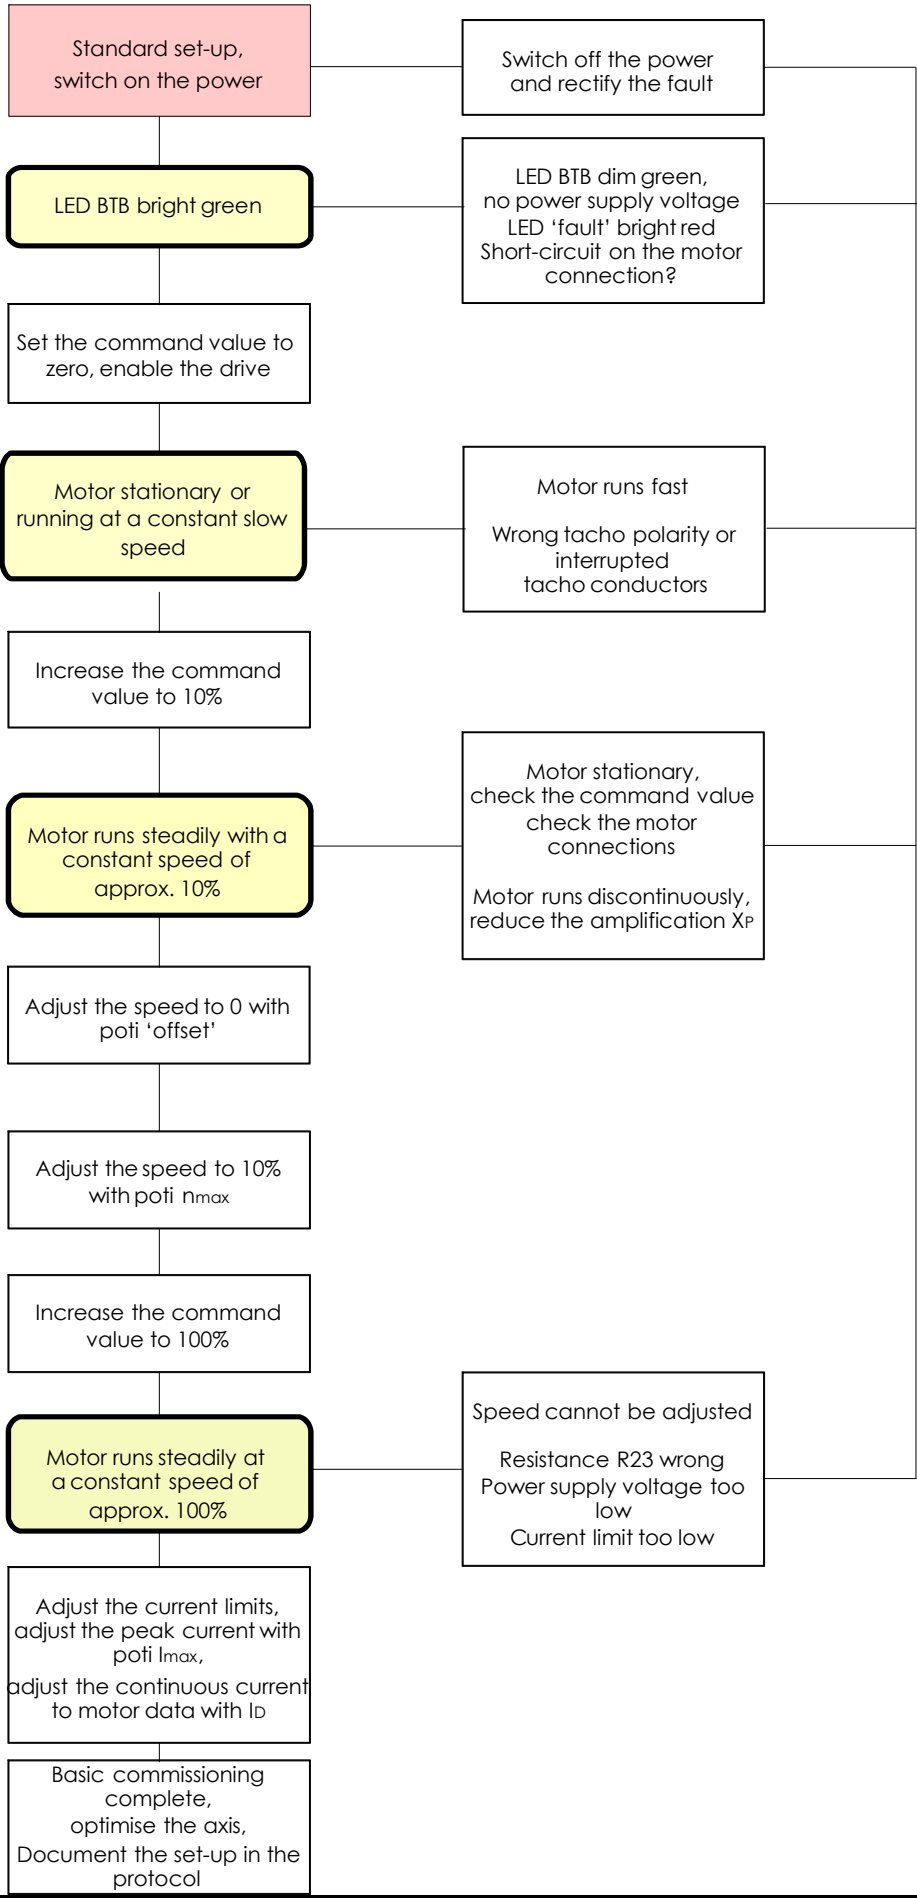 Standard set-up,
switch on the power
Switch off the power
and rectify the fault
LED BTB bright green
LED BTB dim green,
no power supply voltage
LED ‘fault’ bright red
Short-circuit on the motor
connection?
Set the command value to
zero, enable the drive
Motor stationary or
running at a constant slow
speed
Motor runs fast
Wrong tacho polarity or
interrupted
tacho conductors
Increase the command
value to 10%
Motor runs steadily with a
constant speed of
approx. 10%
Motor stationary,
check the command value
check the motor
connections
Motor runs discontinuously,
reduce the amplification XP
Adjust the speed to 0 with
poti ‘offset’
Adjust the speed to 10%
with poti nmax
Increase the command
value to 100%
Motor runs steadily at
a constant speed of
approx. 100%
Speed cannot be adjusted
Resistance R23 wrong
Power supply voltage too
low
Current limit too low
Adjust the current limits,
adjust the peak current with
poti Imax,
adjust the continuous current
to motor data with ID
Basic commissioning
complete,
optimise the axis,
Document the set-up in the
protocol